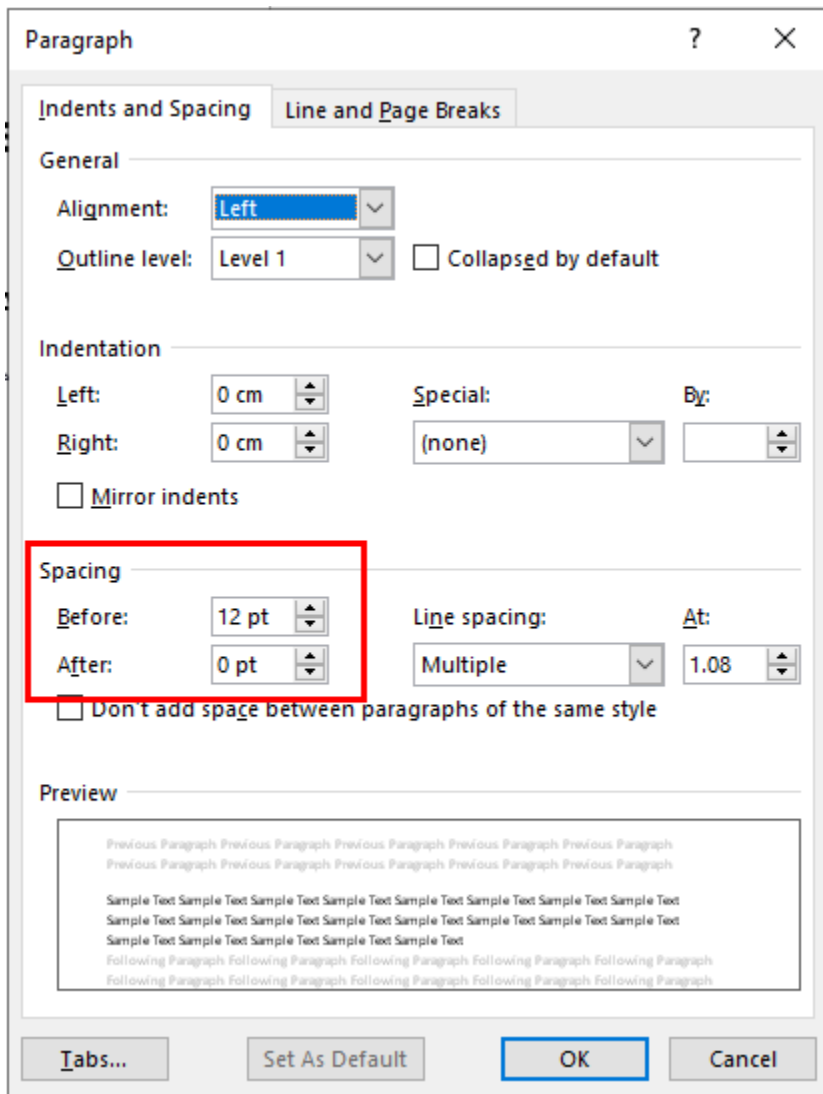 Paragraph ? ×
Indents and Spacing Line and Page Breaks
General
Alignment: Left
Outline level: Level 1 Collapsed by default
Indentation
Left: 0 cm Special: By:
Right: 0 cm (none)
Mirror indents
Spacing
Before: 12 pt Line spacing: At:
After: 0 pt Multiple 1.08
Don't add space between paragraphs of the same style
Preview
Previous Paragraph Previous Paragraph Previous Paragraph Previous Paragraph Previous Paragraph
Previous Paragraph Previous Paragraph Previous Paragraph Previous Paragraph Previous Paragraph
Sample Text Sample Text Sample Text Sample Text Sample Text Sample Text Sample Text Sample Text
Sample Text Sample Text Sample Text Sample Text Sample Text Sample Text Sample Text Sample Text
Sample Text Sample Text Sample Text Sample Text Sample Text
Following Paragraph Following Paragraph Following Paragraph Following Paragraph Following Paragraph
Following Paragraph Following Paragraph Following Paragraph Following Paragraph Following Paragraph
Tabs... Set As Default OK Cancel